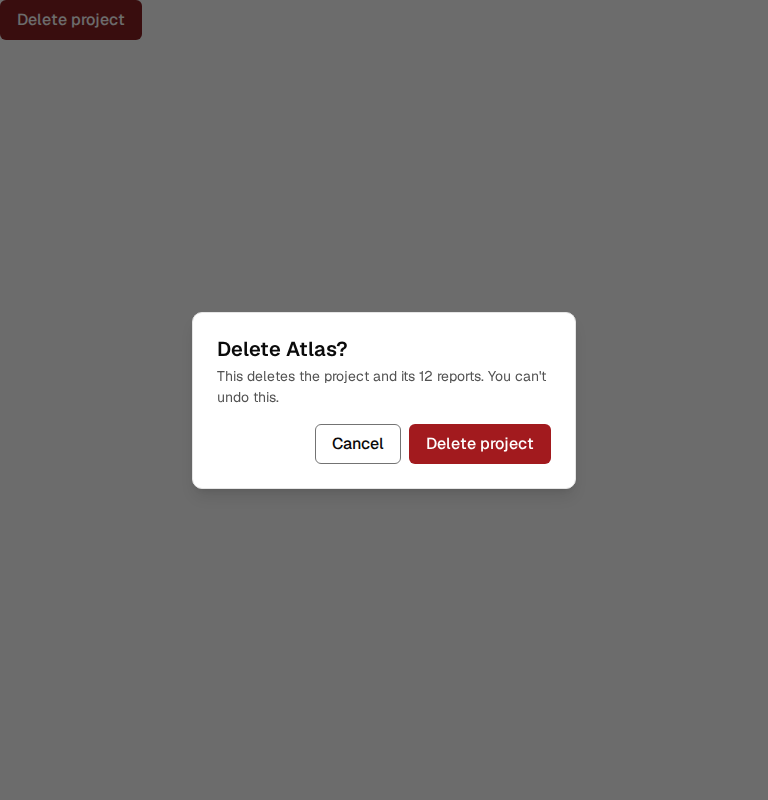 Delete project
Delete Atlas?
This deletes the project and its 12 reports. You can't
undo this.
Cancel
Delete project